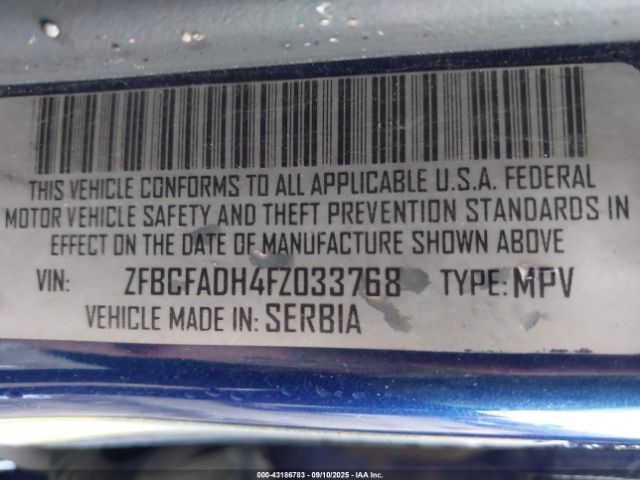 THIS VEHICLE CONFORMS TO ALL APPLICABLE U.S.A. FEDERAL
MOTOR VEHICLE SAFETY AND THEFT PREVENTION STANDARDS IN
EFFECT ON THE DATE OF MANUFACTURE SHOWN ABOVE
VIN: ZFBCFADH4FZ033768 TYPE: MPV
VEHICLE MADE IN: SERBIA
000-43186783 - 09/10/2025 - IAA Inc.